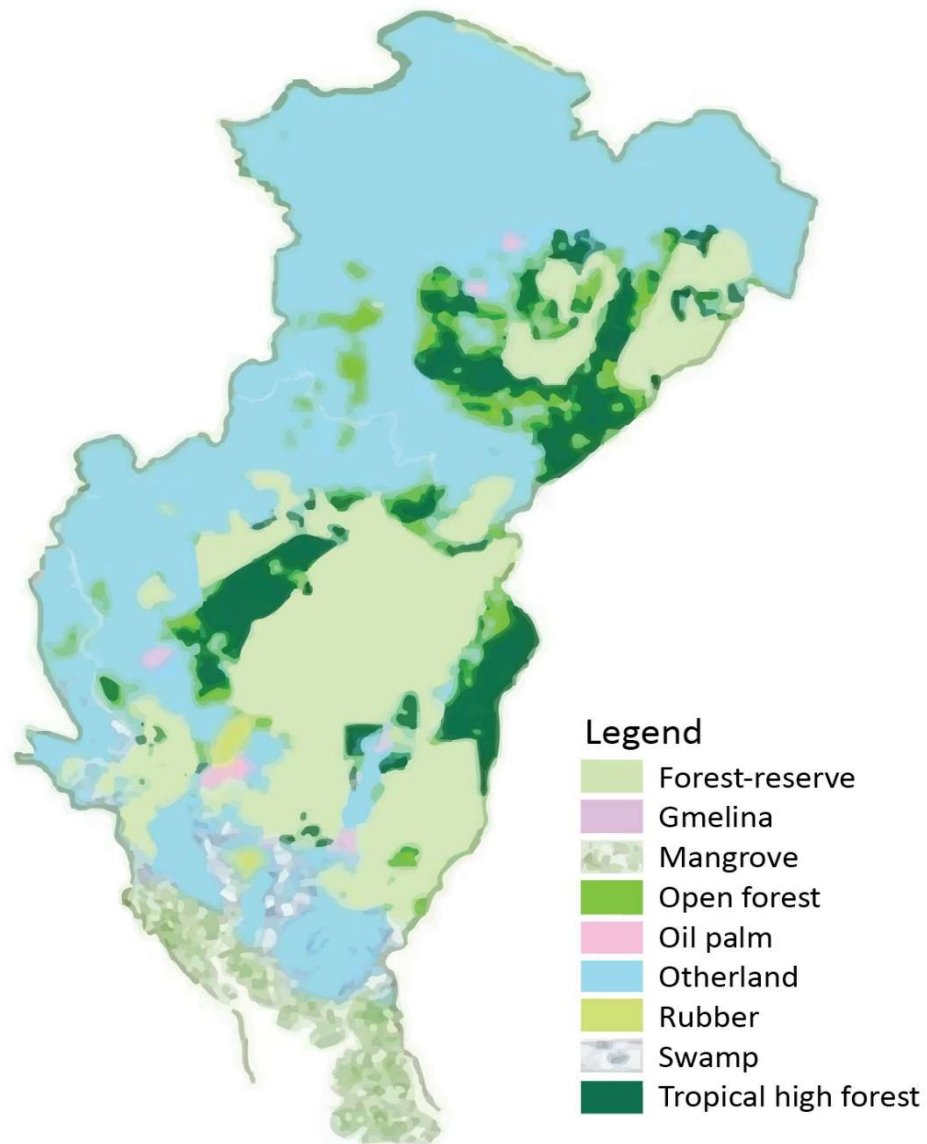 Legend
Forest-reserve
Gmelina
Mangrove
Open forest
Oil palm
Otherland
Rubber
Swamp
Tropical high forest